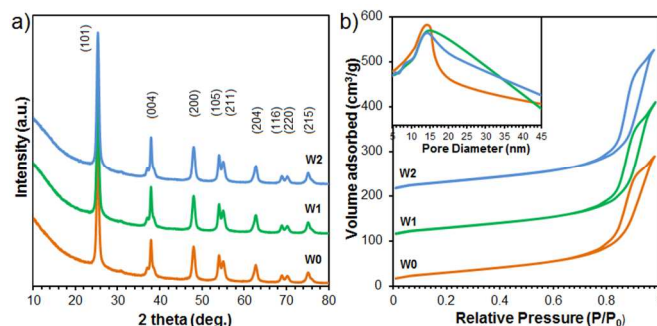 a)
(101)
(004)
(200)
(105)
(211)
(204)
(116)
(220)
(215)
W2
W1
W0
Intensity (a.u.)
10 20 30 40 50 60 70 80
2 theta (deg.)
b)
600
500
400
300
200
100
0
Volume adsorbed (cm³/g)
5 10 15 20 25 30 35 40 45
Pore Diameter (nm)
W2
W1
W0
0 0.2 0.4 0.6 0.8
Relative Pressure (P/P₀)